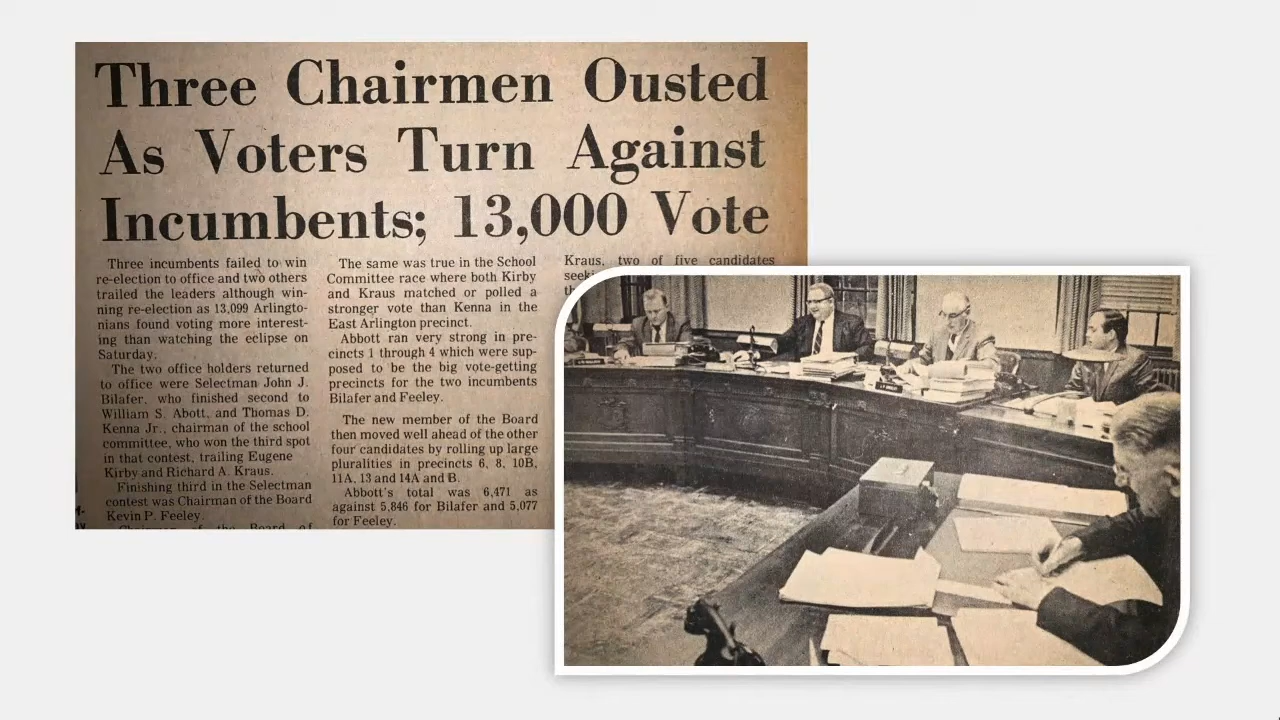 Three Chairmen Ousted
As Voters Turn Against
Incumbents; 13,000 Vote
Three incumbents failed to win
re-election to office and two others
trailed the leaders although win-
ning re-election as 13,099 Arlingto-
nians found voting more interest-
ing than watching the eclipse on
Saturday.
The two office holders returned
to office were Selectman John J.
Bilafer, who finished second to
William S. Abott, and Thomas D.
Kenna Jr., chairman of the school
committee, who won the third spot
in that contest, trailing Eugene
Kirby and Richard A. Kraus.
Finishing third in the Selectman
contest was Chairman of the Board
Kevin P. Feeley.
Chairman of the Board of
The same was true in the School
Committee race where both Kirby
and Kraus matched or polled a
stronger vote than Kenna in the
East Arlington precinct.
Abbott ran very strong in pre-
cincts 1 through 4 which were sup-
posed to be the big vote-getting
precincts for the two incumbents
Bilafer and Feeley.
The new member of the Board
then moved well ahead of the other
four candidates by rolling up large
pluralities in precincts 6, 8, 10B,
11A, 13 and 14A and B.
Abbott's total was 6,471 as
against 5,846 for Bilafer and 5,077
for Feeley.
Kraus, two of five candidates